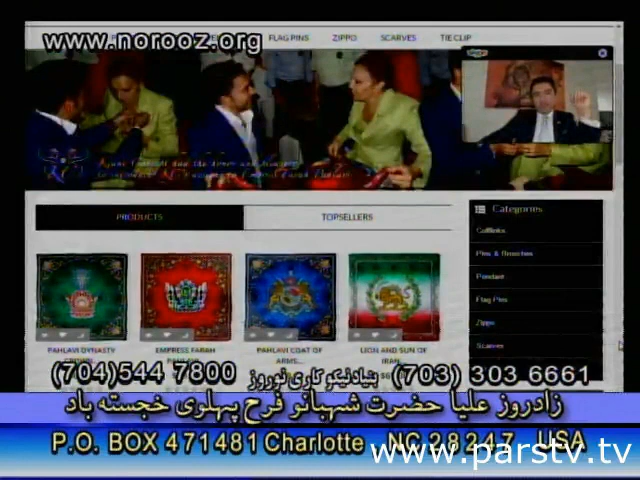 www.norooz.org
FLAG PINS ZIPPO SCARVES TIE CLIP
skype
PRODUCTS TOPSELLERS
Categories
Cufflinks
Pins & Brooches
Pendant
Flag Pins
Zippo
Scarves
PAHLAVI DYNASTY CROWN...
EMPRESS FARAH PAHLAVI...
PAHLAVI COAT OF ARMS...
LION AND SUN OF IRAN...
(704)544 7800 بنیاد نیکوکاری نوروز (703) 303 6661
زادروز علیا حضرت شهبانو فرح پهلوی خجسته باد
P.O. BOX 471481 Charlotte , NC 28247 , USA
www.parstv.tv